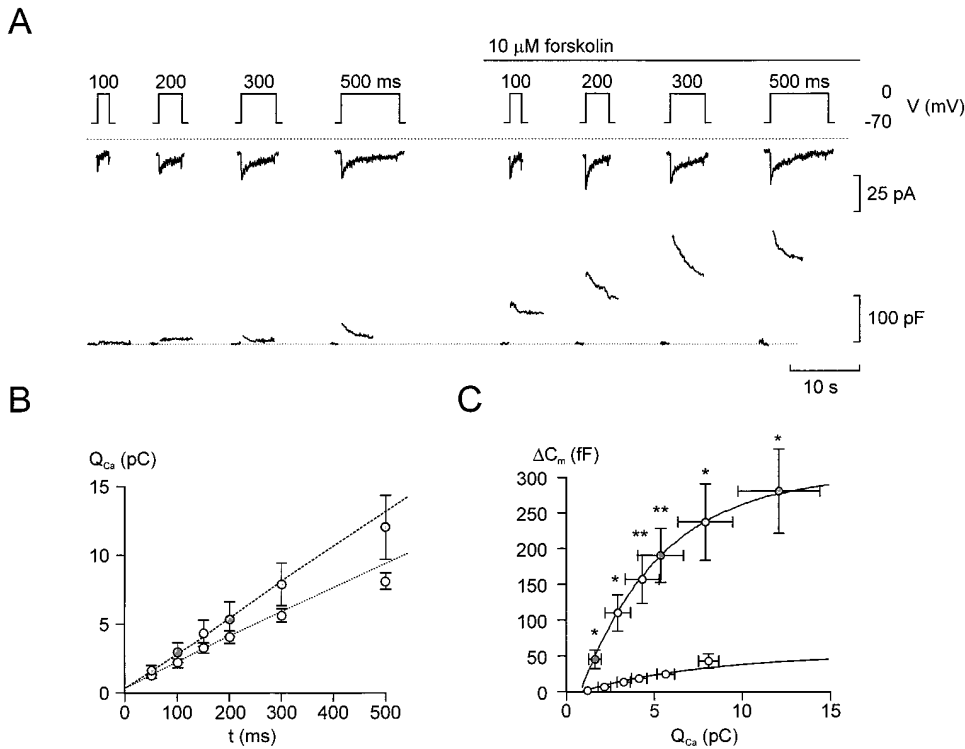 A
10 μM forskolin
100 200 300 500 ms 100 200 300 500 ms
0
V (mV)
-70
25 pA
100 pF
10 s
B
Q_Ca (pC)
15
10
5
0
0 100 200 300 400 500
t (ms)
C
ΔC_m (fF)
300
250
200
150
100
50
0
* * ** ** * *
0 5 10 15
Q_Ca (pC)